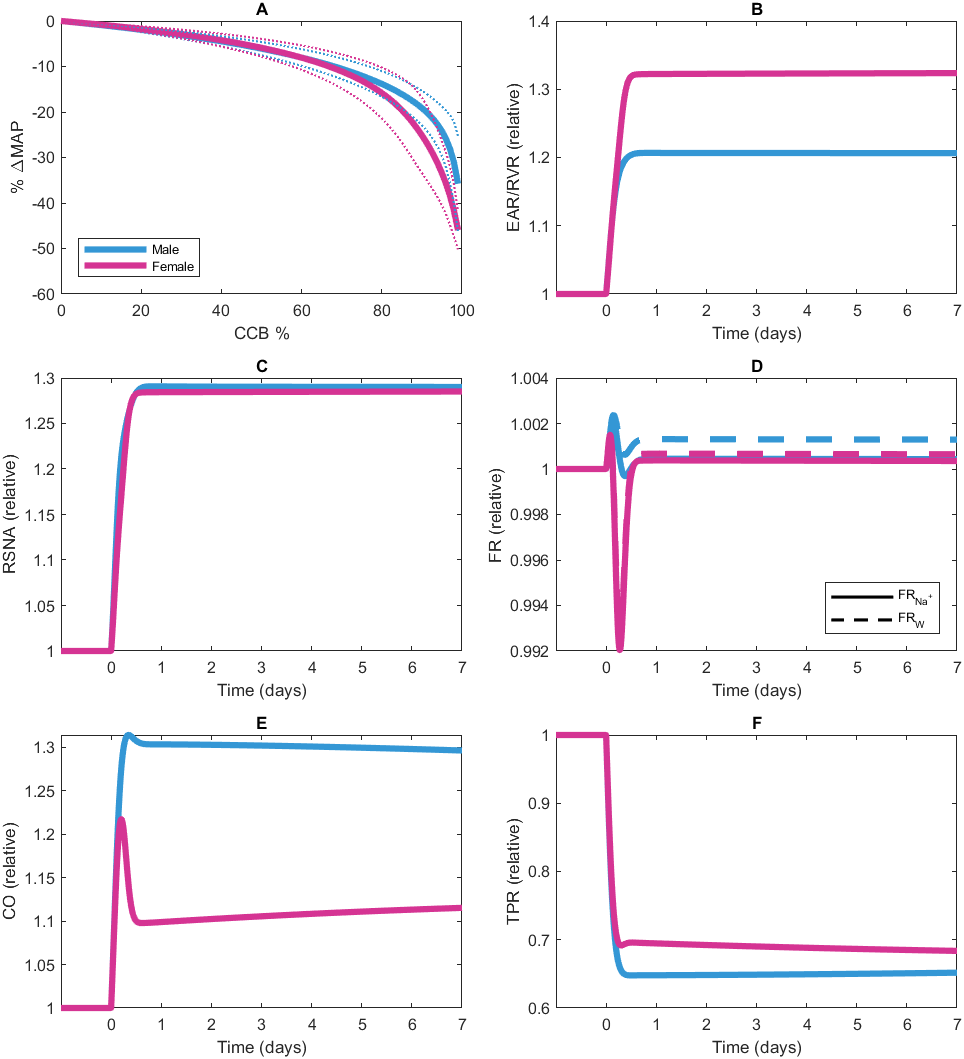 A
% ΔMAP
0
-10
-20
-30
-40
-50
-60
Male
Female
0 20 40 60 80 100
CCB %
B
EAR/RVR (relative)
1.4
1.3
1.2
1.1
1
0 1 2 3 4 5 6 7
Time (days)
C
RSNA (relative)
1.3
1.25
1.2
1.15
1.1
1.05
1
0 1 2 3 4 5 6 7
Time (days)
D
FR (relative)
1.004
1.002
1
0.998
0.996
0.994
0.992
FR Na+
FR W
0 1 2 3 4 5 6 7
Time (days)
E
CO (relative)
1.3
1.25
1.2
1.15
1.1
1.05
1
0 1 2 3 4 5 6 7
Time (days)
F
TPR (relative)
1
0.9
0.8
0.7
0.6
0 1 2 3 4 5 6 7
Time (days)